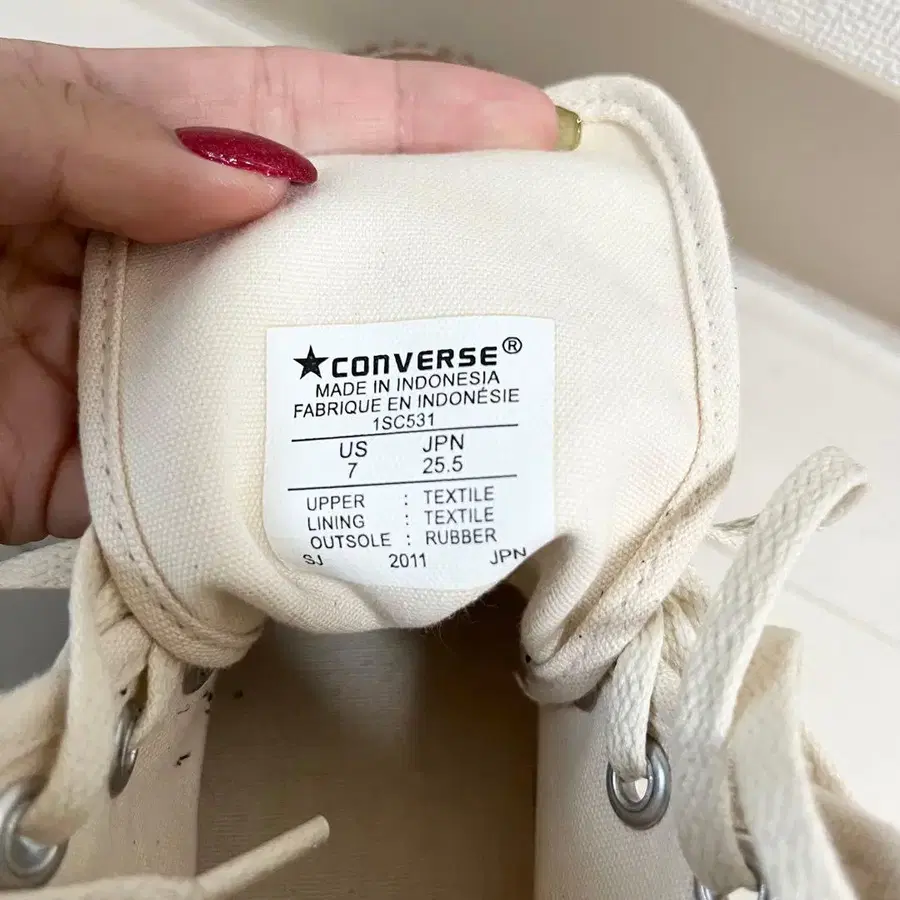 ★CONVERSE®
MADE IN INDONESIA
FABRIQUE EN INDONÉSIE
1SC531
US JPN
7 25.5
UPPER : TEXTILE
LINING : TEXTILE
OUTSOLE : RUBBER
SJ 2011 JPN